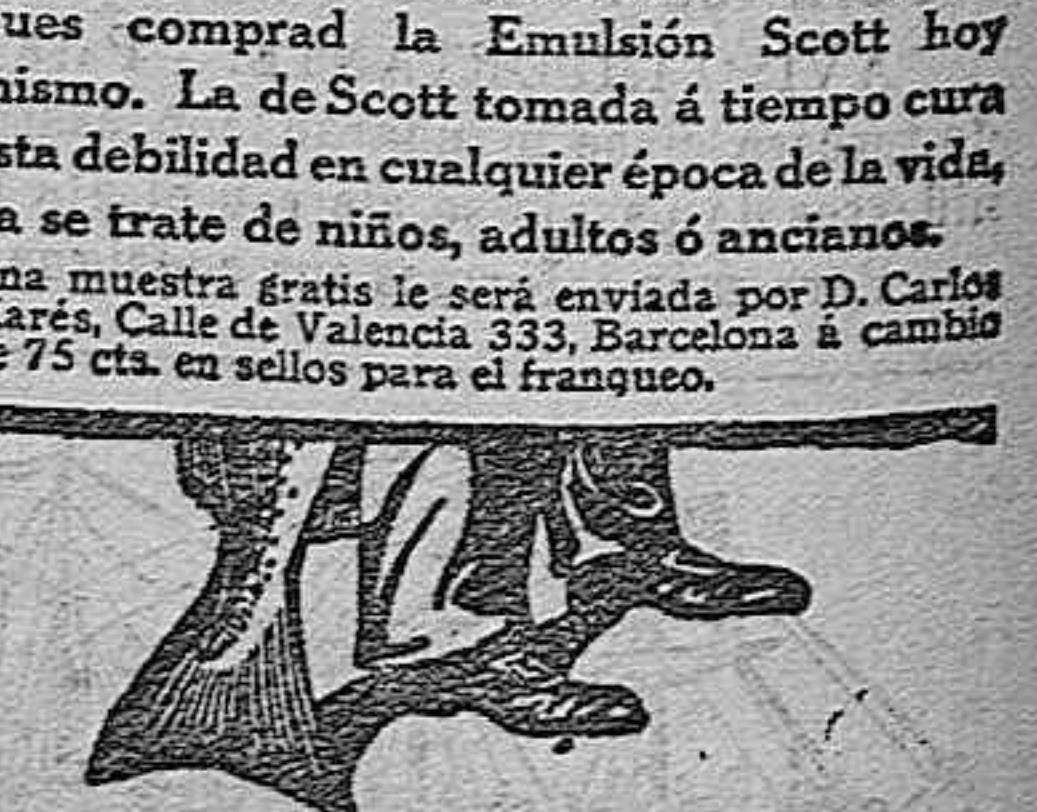 ues comprad la Emulsión Scott hoy
mismo. La de Scott tomada á tiempo cura
sta debilidad en cualquier época de la vida,
a se trate de niños, adultos ó ancianos.
na muestra gratis le será enviada por D. Carlos
arés, Calle de Valencia 333, Barcelona á cambio
e 75 cts. en sellos para el franqueo.